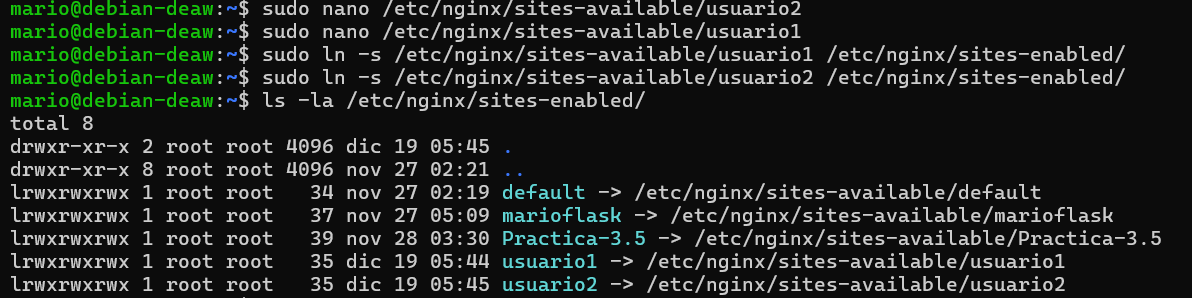 mario@debian-deaw:~$ sudo nano /etc/nginx/sites-available/usuario2
mario@debian-deaw:~$ sudo nano /etc/nginx/sites-available/usuario1
mario@debian-deaw:~$ sudo ln -s /etc/nginx/sites-available/usuario1 /etc/nginx/sites-enabled/
mario@debian-deaw:~$ sudo ln -s /etc/nginx/sites-available/usuario2 /etc/nginx/sites-enabled/
mario@debian-deaw:~$ ls -la /etc/nginx/sites-enabled/
total 8
drwxr-xr-x 2 root root 4096 dic 19 05:45 .
drwxr-xr-x 8 root root 4096 nov 27 02:21 ..
lrwxrwxrwx 1 root root   34 nov 27 02:19 default -> /etc/nginx/sites-available/default
lrwxrwxrwx 1 root root   37 nov 27 05:09 marioflask -> /etc/nginx/sites-available/marioflask
lrwxrwxrwx 1 root root   39 nov 28 03:30 Practica-3.5 -> /etc/nginx/sites-available/Practica-3.5
lrwxrwxrwx 1 root root   35 dic 19 05:44 usuario1 -> /etc/nginx/sites-available/usuario1
lrwxrwxrwx 1 root root   35 dic 19 05:45 usuario2 -> /etc/nginx/sites-available/usuario2